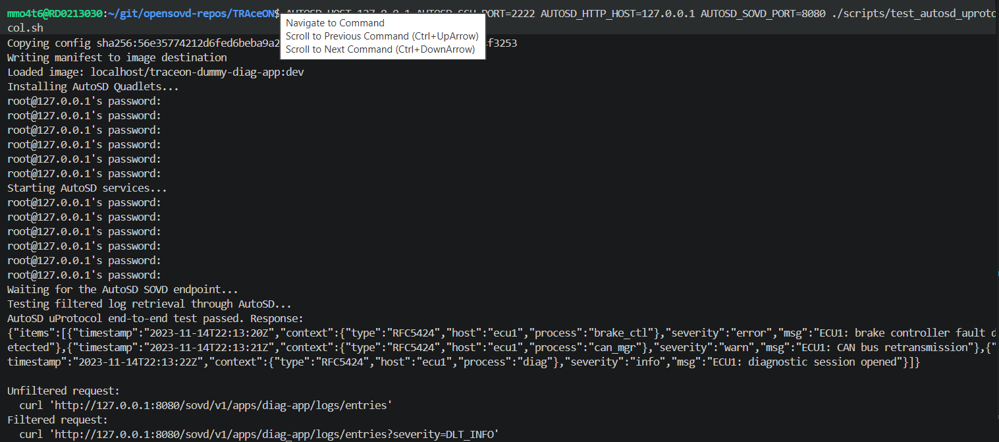 mmo4t6@RD0213030:~/git/opensovd-repos/TRAceON$ AUTOSD_HOST=127.0.0.1 AUTOSD_SSH_PORT=2222 AUTOSD_HTTP_HOST=127.0.0.1 AUTOSD_SOVD_PORT=8080 ./scripts/test_autosd_uproto
col.sh
Navigate to Command
Scroll to Previous Command (Ctrl+UpArrow)
Scroll to Next Command (Ctrl+DownArrow)
Copying config sha256:56e35774212d6fed6beba9a2 f3253
Writing manifest to image destination
Loaded image: localhost/traceon-dummy-diag-app:dev
Installing AutoSD Quadlets...
root@127.0.0.1's password:
root@127.0.0.1's password:
root@127.0.0.1's password:
root@127.0.0.1's password:
root@127.0.0.1's password:
root@127.0.0.1's password:
Starting AutoSD services...
root@127.0.0.1's password:
root@127.0.0.1's password:
root@127.0.0.1's password:
root@127.0.0.1's password:
root@127.0.0.1's password:
root@127.0.0.1's password:
Waiting for the AutoSD SOVD endpoint...
Testing filtered log retrieval through AutoSD...
AutoSD uProtocol end-to-end test passed. Response:
{"items":[{"timestamp":"2023-11-14T22:13:20Z","context":{"type":"RFC5424","host":"ecu1","process":"brake_ctl"},"severity":"error","msg":"ECU1: brake controller fault d
etected"},{"timestamp":"2023-11-14T22:13:21Z","context":{"type":"RFC5424","host":"ecu1","process":"can_mgr"},"severity":"warn","msg":"ECU1: CAN bus retransmission"},{"
timestamp":"2023-11-14T22:13:22Z","context":{"type":"RFC5424","host":"ecu1","process":"diag"},"severity":"info","msg":"ECU1: diagnostic session opened"}]}
Unfiltered request:
curl 'http://127.0.0.1:8080/sovd/v1/apps/diag-app/logs/entries'
Filtered request:
curl 'http://127.0.0.1:8080/sovd/v1/apps/diag-app/logs/entries?severity=DLT_INFO'